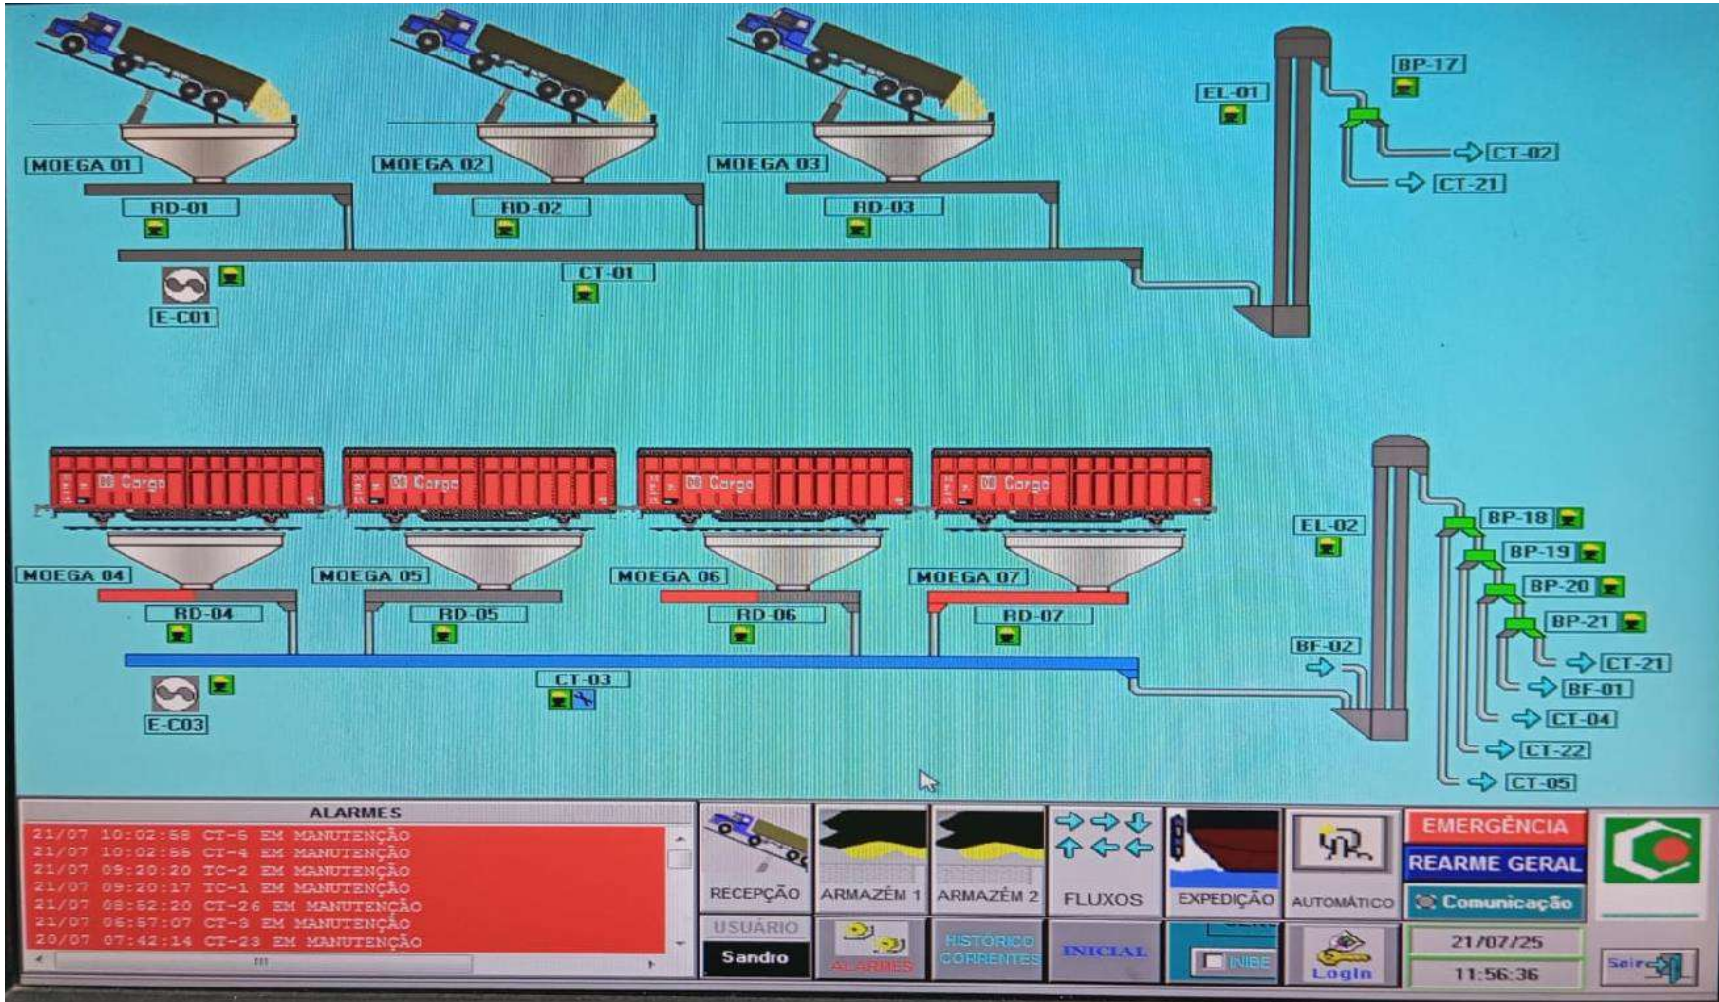 BP-17
EL-01
CT-02
CT-21
MOEGA 01
MOEGA 02
MOEGA 03
RD-01
RD-02
RD-03
CT-01
E-C01
DB Cargo
DB Cargo
DB Cargo
DB Cargo
EL-02
BP-18
BP-19
BP-20
BP-21
MOEGA 04
MOEGA 05
MOEGA 06
MOEGA 07
RD-04
RD-05
RD-06
RD-07
BF-02
CT-21
BF-01
CT-04
CT-22
CT-05
CT-03
E-C03
ALARMES
21/07 10:02:58 CT-5 EM MANUTENÇÃO
21/07 10:02:55 CT-4 EM MANUTENÇÃO
21/07 09:20:20 TC-2 EM MANUTENÇÃO
21/07 09:20:17 TC-1 EM MANUTENÇÃO
21/07 08:52:20 CT-26 EM MANUTENÇÃO
21/07 06:57:07 CT-3 EM MANUTENÇÃO
20/07 07:42:14 CT-23 EM MANUTENÇÃO
RECEPÇÃO
ARMAZÉM 1
ARMAZÉM 2
FLUXOS
EXPEDIÇÃO
AUTOMÁTICO
EMERGÊNCIA
REARME GERAL
Comunicação
USUÁRIO
Sandro
ALARMES
HISTÓRICO
CORRENTES
INICIAL
INIBE
Login
21/07/25
11:56:36
Sair